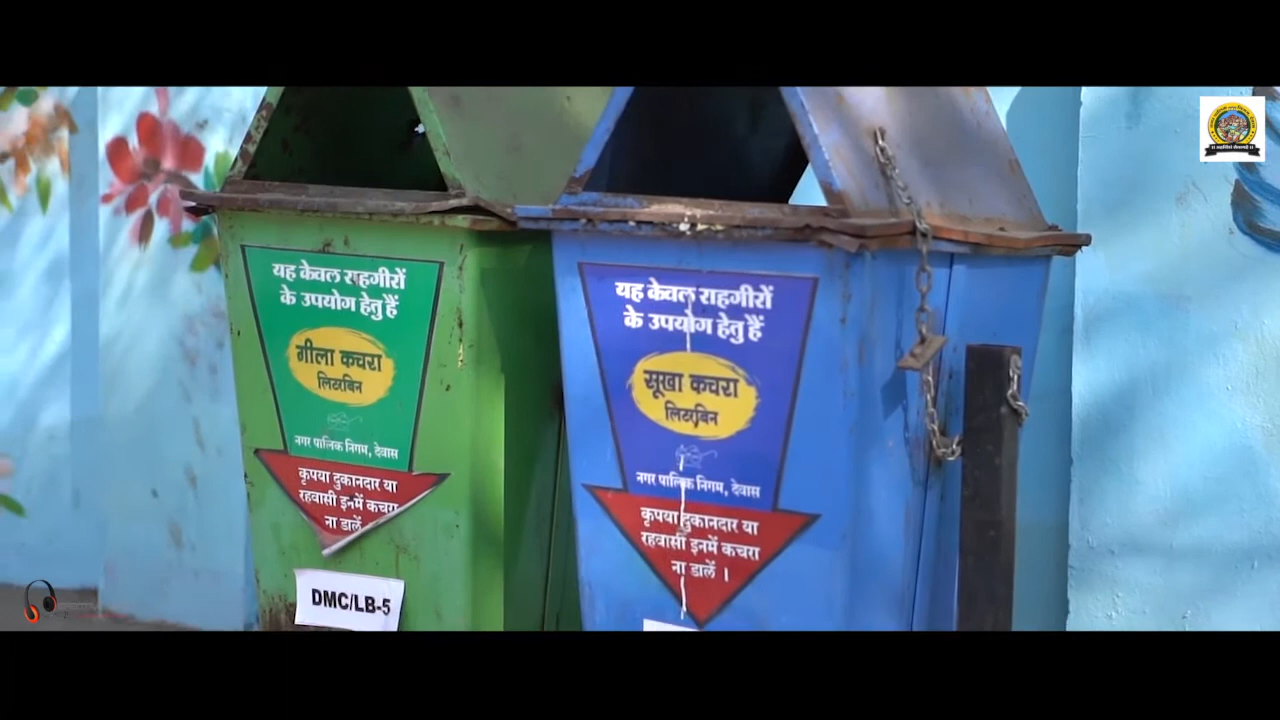 यह केवल राहगीरों
के उपयोग हेतु हैं
गीला कचरा
लिटरबिन
नगर पालिक निगम, देवास
कृपया दुकानदार या
रहवासी इनमें कचरा
ना डालें
DMC/LB-5
यह केवल राहगीरों
के उपयोग हेतु हैं
सूखा कचरा
लिटरबिन
नगर पालिक निगम, देवास
कृपया दुकानदार या
रहवासी इनमें कचरा
ना डालें ।